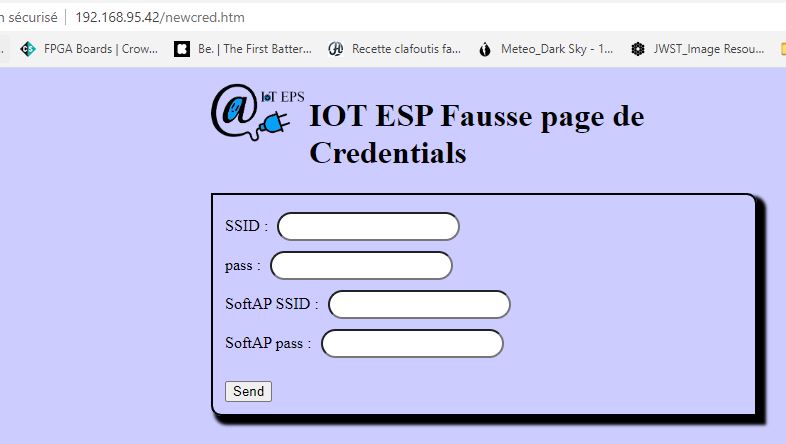 n sécurisé 192.168.95.42/newcred.htm
FPGA Boards | Crow... Be. | The First Batter... Recette clafoutis fa... Meteo_Dark Sky - 1... JWST_Image Resou...
@ IoT EPS
IOT ESP Fausse page de
Credentials
SSID :
pass :
SoftAP SSID :
SoftAP pass :
Send